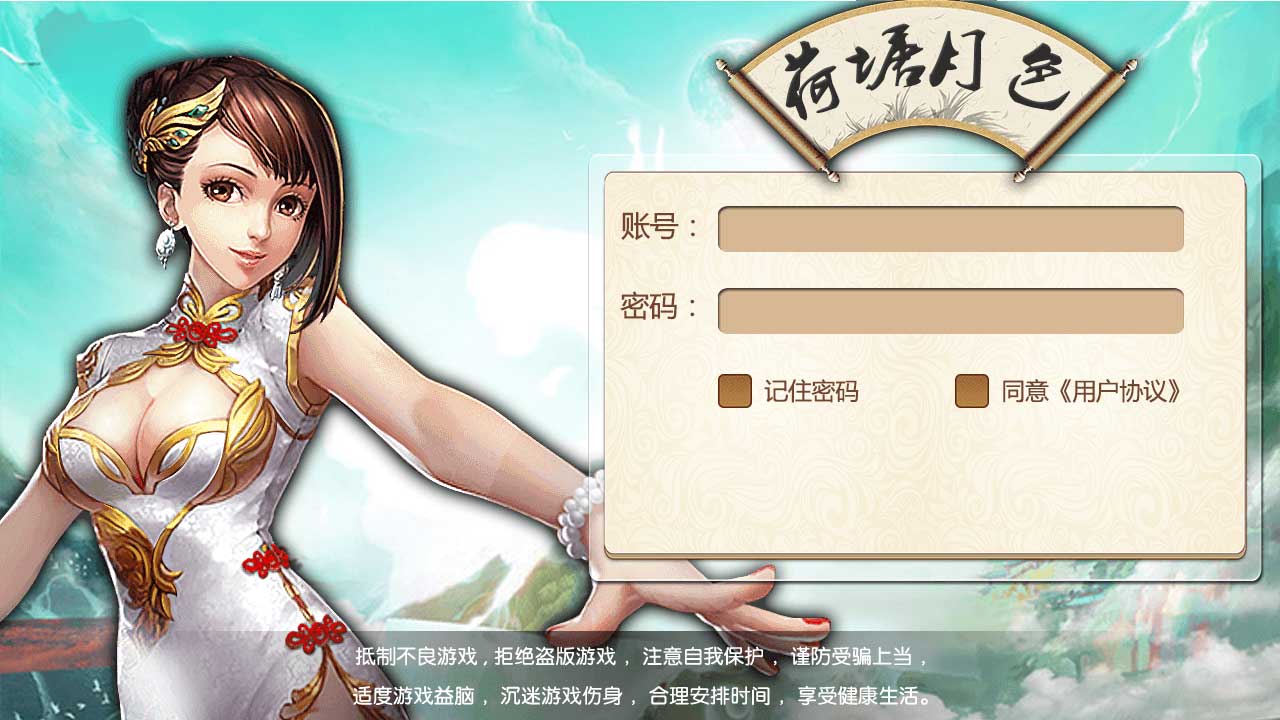 荷塘月色
账号：
密码：
记住密码 同意《用户协议》
抵制不良游戏，拒绝盗版游戏，注意自我保护，谨防受骗上当，
适度游戏益脑，沉迷游戏伤身，合理安排时间，享受健康生活。